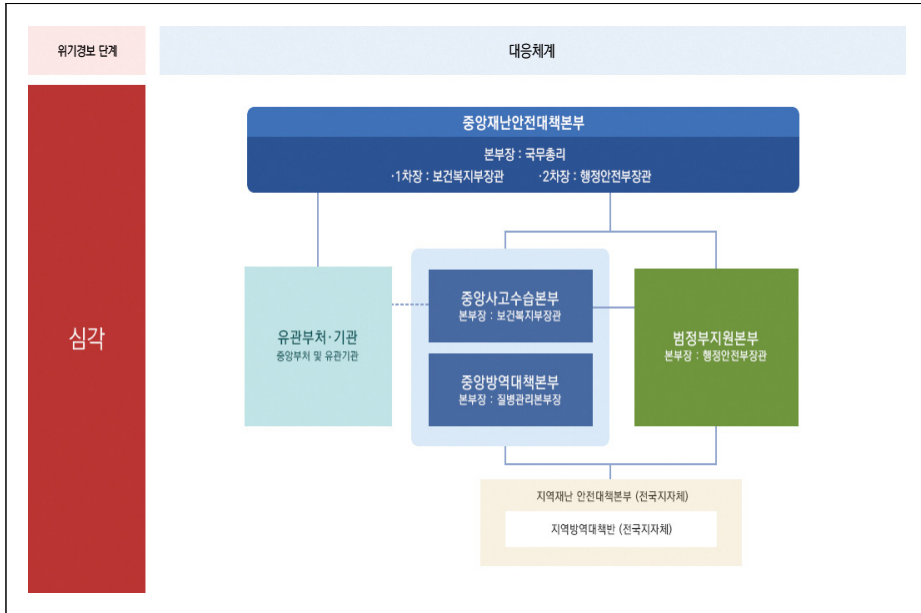 위기경보 단계
대응체계
심각
중앙재난안전대책본부
본부장 : 국무총리
·1차장 : 보건복지부장관 ·2차장 : 행정안전부장관
유관부처·기관
중앙부처 및 유관기관
중앙사고수습본부
본부장 : 보건복지부장관
중앙방역대책본부
본부장 : 질병관리본부장
범정부지원본부
본부장 : 행정안전부장관
지역재난 안전대책본부 (전국지자체)
지역방역대책반 (전국지자체)